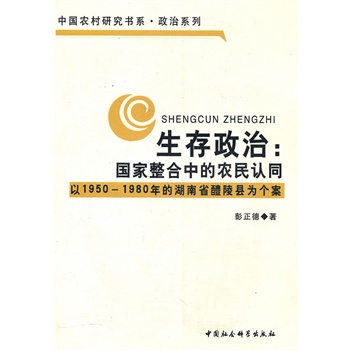 中国农村研究书系·政治系列
SHENGCUN ZHENGZHI
生存政治:
国家整合中的农民认同
以1950－1980年的湖南省醴陵县为个案
彭正德◆著
中国社会科学出版社